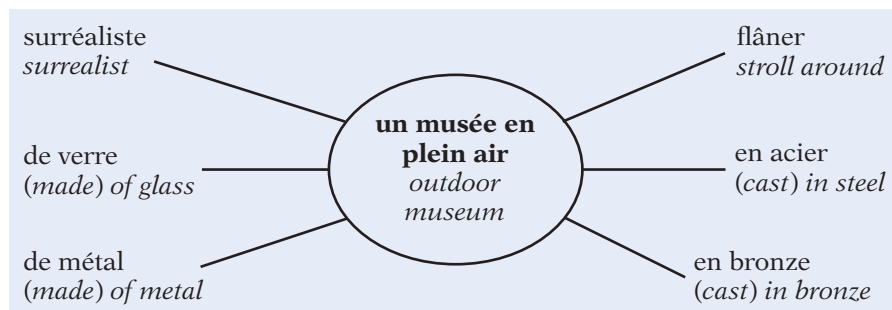 surréaliste
surrealist
de verre
(made) of glass
de métal
(made) of metal
un musée en
plein air
outdoor
museum
flâner
stroll around
en acier
(cast) in steel
en bronze
(cast) in bronze